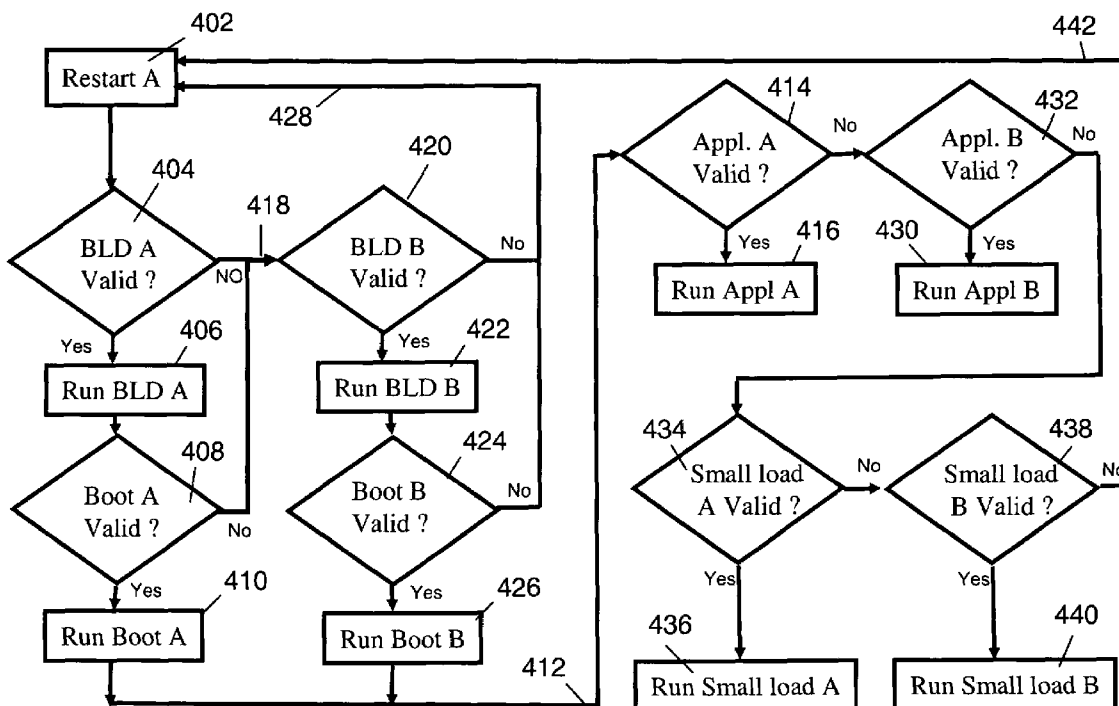 402
442
Restart A
428
414
432
Appl. A
Valid ?
No
Appl. B
Valid ?
No
404
420
418
BLD A
Valid ?
NO
BLD B
Valid ?
No
Yes
416
430
Yes
Run Appl A
Run Appl B
Yes
406
Yes
422
Run BLD A
Run BLD B
408
424
434
438
Boot A
Valid ?
No
Boot B
Valid ?
No
Small load
A Valid ?
No
Small load
B Valid ?
No
Yes
410
Yes
426
Yes
Yes
Run Boot A
Run Boot B
436
440
412
Run Small load A
Run Small load B